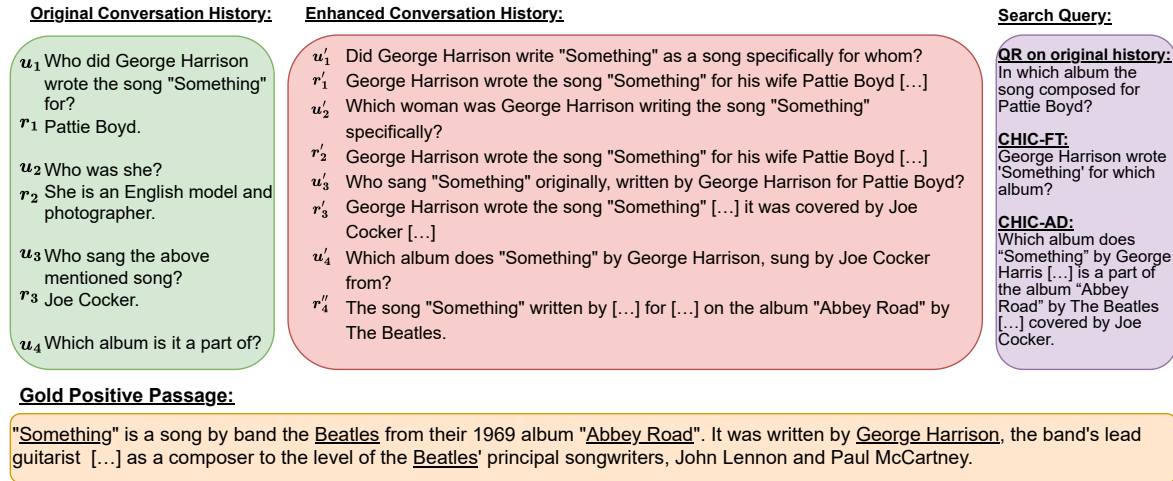 Original Conversation History:
u1 Who did George Harrison
wrote the song "Something"
for?
r1 Pattie Boyd.
u2 Who was she?
r2 She is an English model and
photographer.
u3 Who sang the above
mentioned song?
r3 Joe Cocker.
u4 Which album is it a part of?
Enhanced Conversation History:
u′1 Did George Harrison write "Something" as a song specifically for whom?
r′1 George Harrison wrote the song "Something" for his wife Pattie Boyd […]
u′2 Which woman was George Harrison writing the song "Something"
specifically?
r′2 George Harrison wrote the song "Something" for his wife Pattie Boyd […]
u′3 Who sang "Something" originally, written by George Harrison for Pattie Boyd?
r′3 George Harrison wrote the song "Something" […] it was covered by Joe
Cocker […]
u′4 Which album does "Something" by George Harrison, sung by Joe Cocker
from?
r″4 The song "Something" written by […] for […] on the album "Abbey Road" by
The Beatles.
Search Query:
QR on original history:
In which album the
song composed for
Pattie Boyd?
CHIC-FT:
George Harrison wrote
'Something' for which
album?
CHIC-AD:
Which album does
“Something” by George
Harris […] is a part of
the album “Abbey
Road” by The Beatles
[…] covered by Joe
Cocker.
Gold Positive Passage:
"Something" is a song by band the Beatles from their 1969 album "Abbey Road". It was written by George Harrison, the band's lead
guitarist […] as a composer to the level of the Beatles' principal songwriters, John Lennon and Paul McCartney.